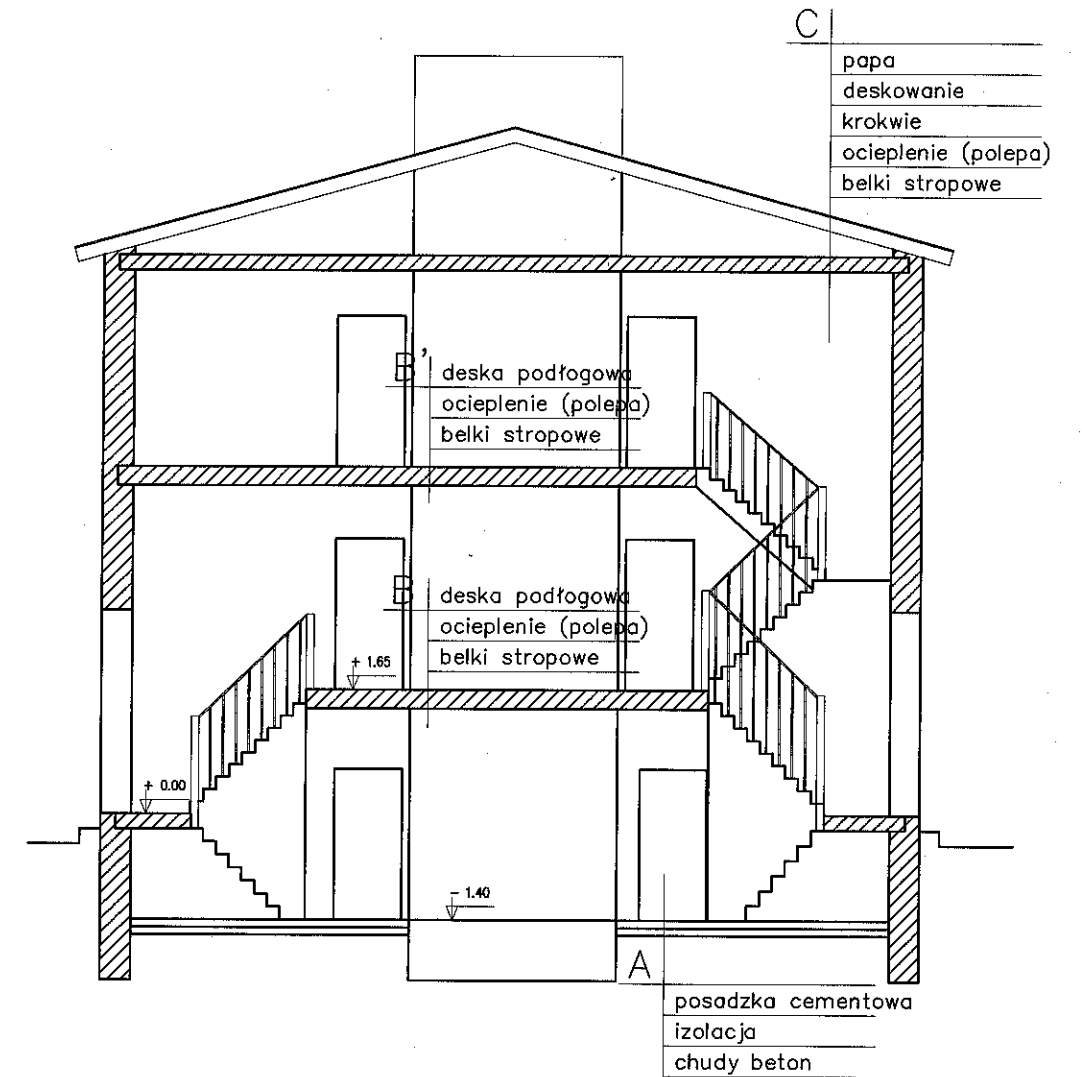 C
papa
deskowanie
krokwie
ocieplenie (polepa)
belki stropowe
B'
deska podłogowa
ocieplenie (polepa)
belki stropowe
B
deska podłogowa
ocieplenie (polepa)
belki stropowe
+ 1.65
+ 0.00
- 1.40
A
posadzka cementowa
izolacja
chudy beton